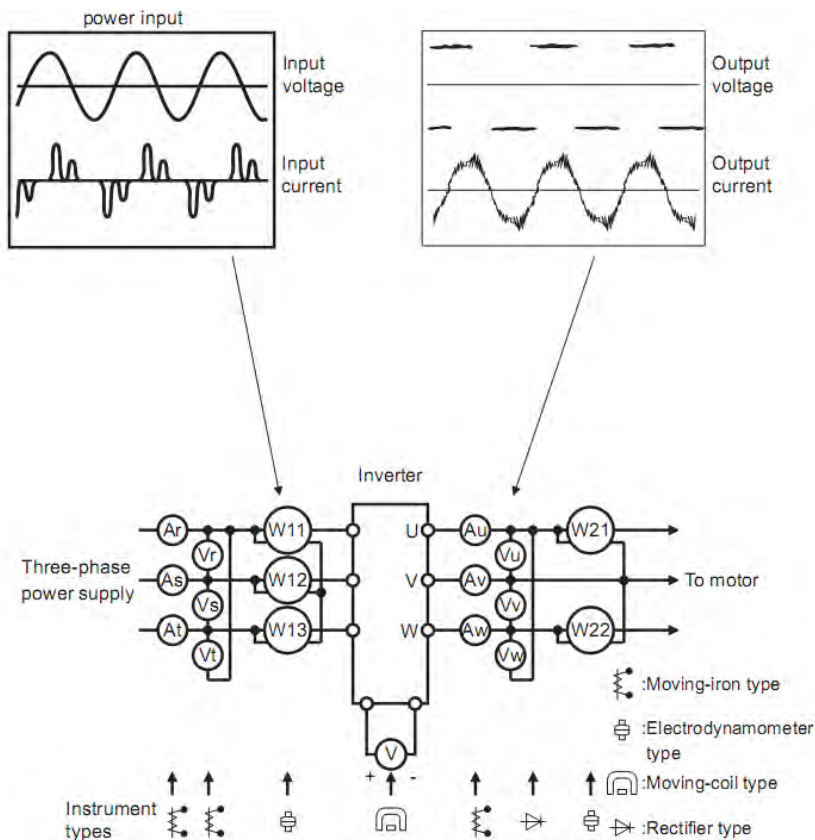 power input
Input
voltage
Input
current
Output
voltage
Output
current
Inverter
Three-phase
power supply
Ar
Vr
As
Vs
At
Vt
W11
W12
W13
U
V
W
Au
Vu
Av
Vv
Aw
Vw
W21
W22
To motor
V
+ -
Instrument
types
:Moving-iron type
:Electrodynamometer
type
:Moving-coil type
:Rectifier type